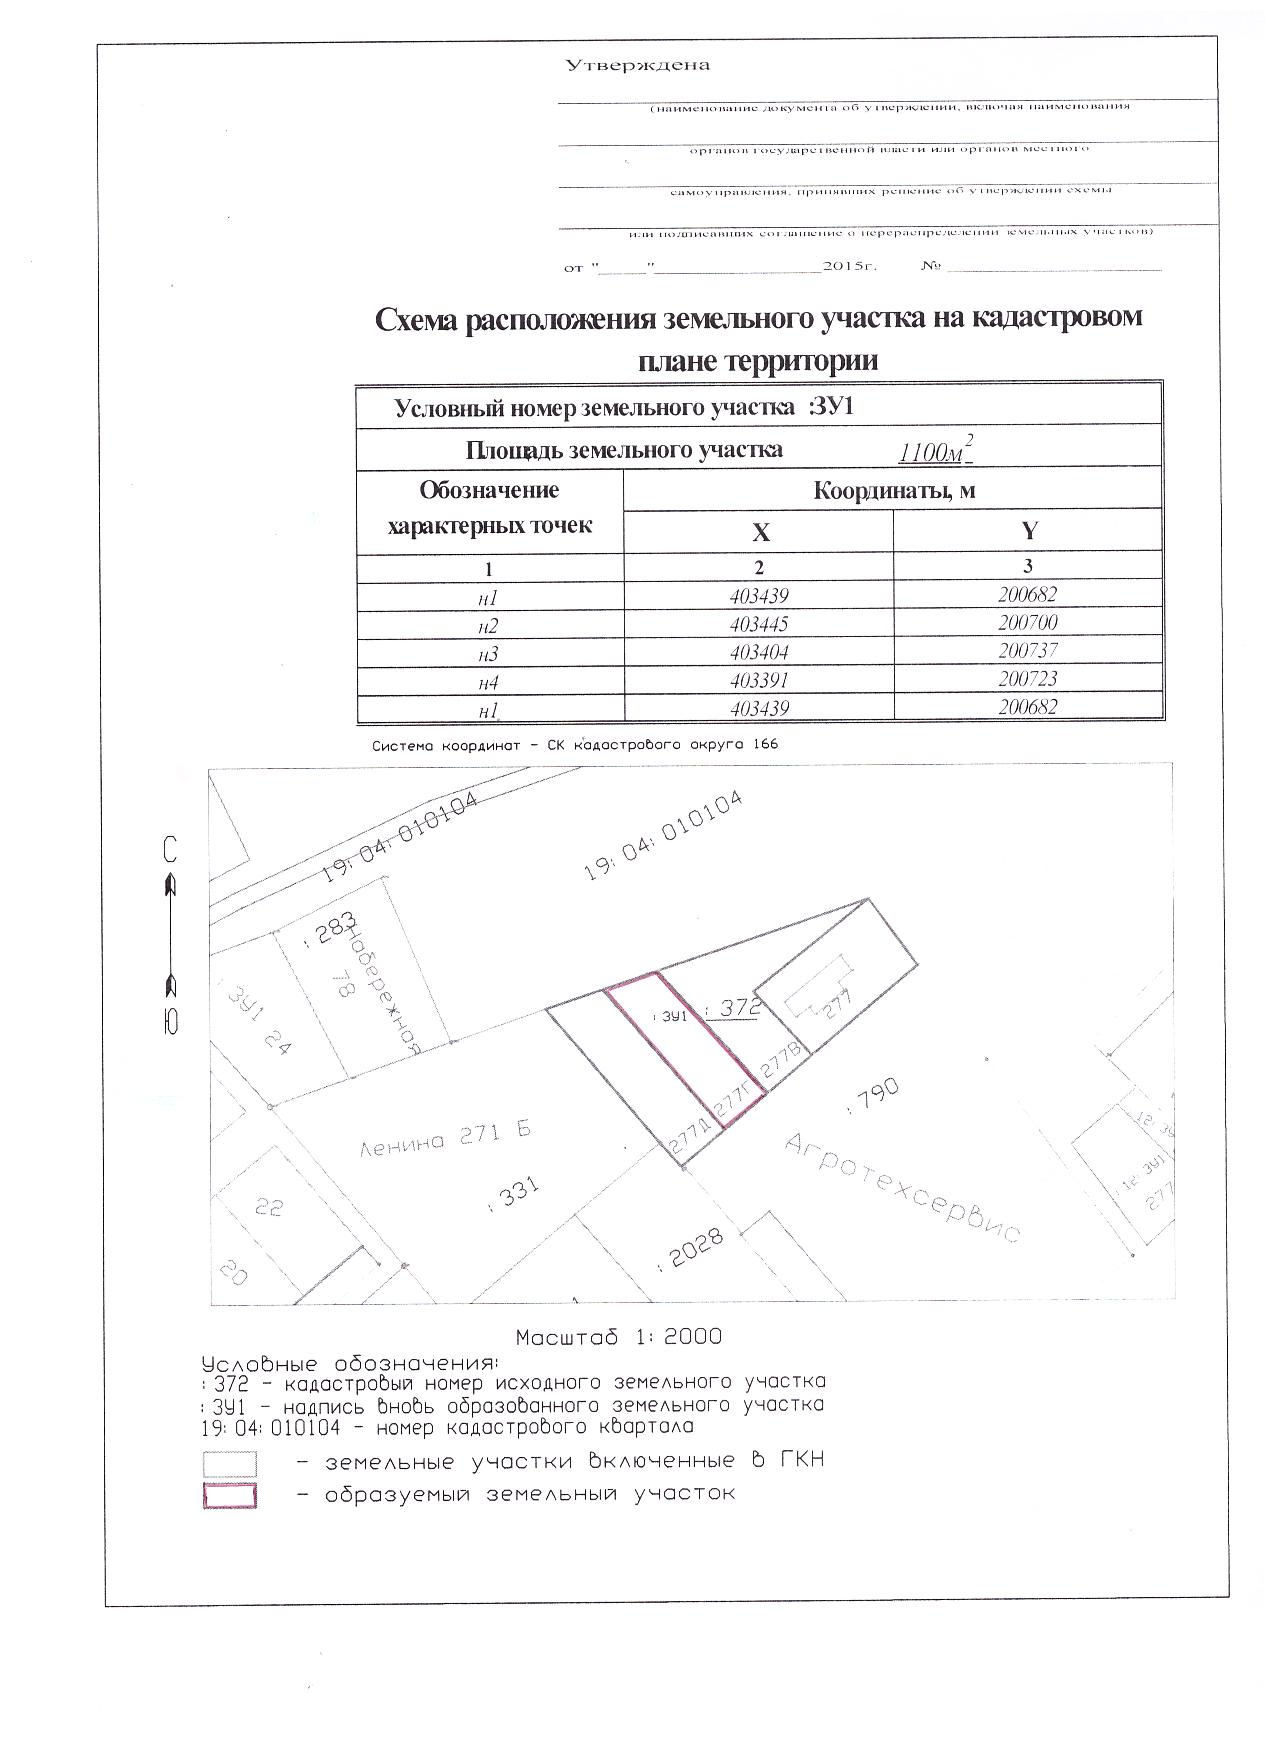 Утверждена
(наименование документа об утверждении, включая наименования
органов государственной власти или органов местного
самоуправления, принявших решение об утверждении схемы
или подписавших соглашение о перераспределении земельных участков)
от "_____"__________________2015г. № ______________________
Схема расположения земельного участка на кадастровом
плане территории
Условный номер земельного участка :ЗУ1
Площадь земельного участка 1100м²
Обозначение характерных точек Координаты, м
X Y
1 2 3
н1 403439 200682
н2 403445 200700
н3 403404 200737
н4 403391 200723
н1 403439 200682
Система координат - СК кадастрового округа 166
С
Ю
19: 04: 010104
19: 04: 010104
: 283
Набережная
78
: ЗУ1 24
: ЗУ1
: 372
277
277В
277Г
277Д
: 790
Агротехсервис
Ленина 271 Б
: 331
: 2028
22
20
: 12: ЗУ1
277
Масштаб 1: 2000
Условные обозначения:
: 372 - кадастровый номер исходного земельного участка
: ЗУ1 - надпись вновь образованного земельного участка
19: 04: 010104 - номер кадастрового квартала
- земельные участки включенные в ГКН
- образуемый земельный участок